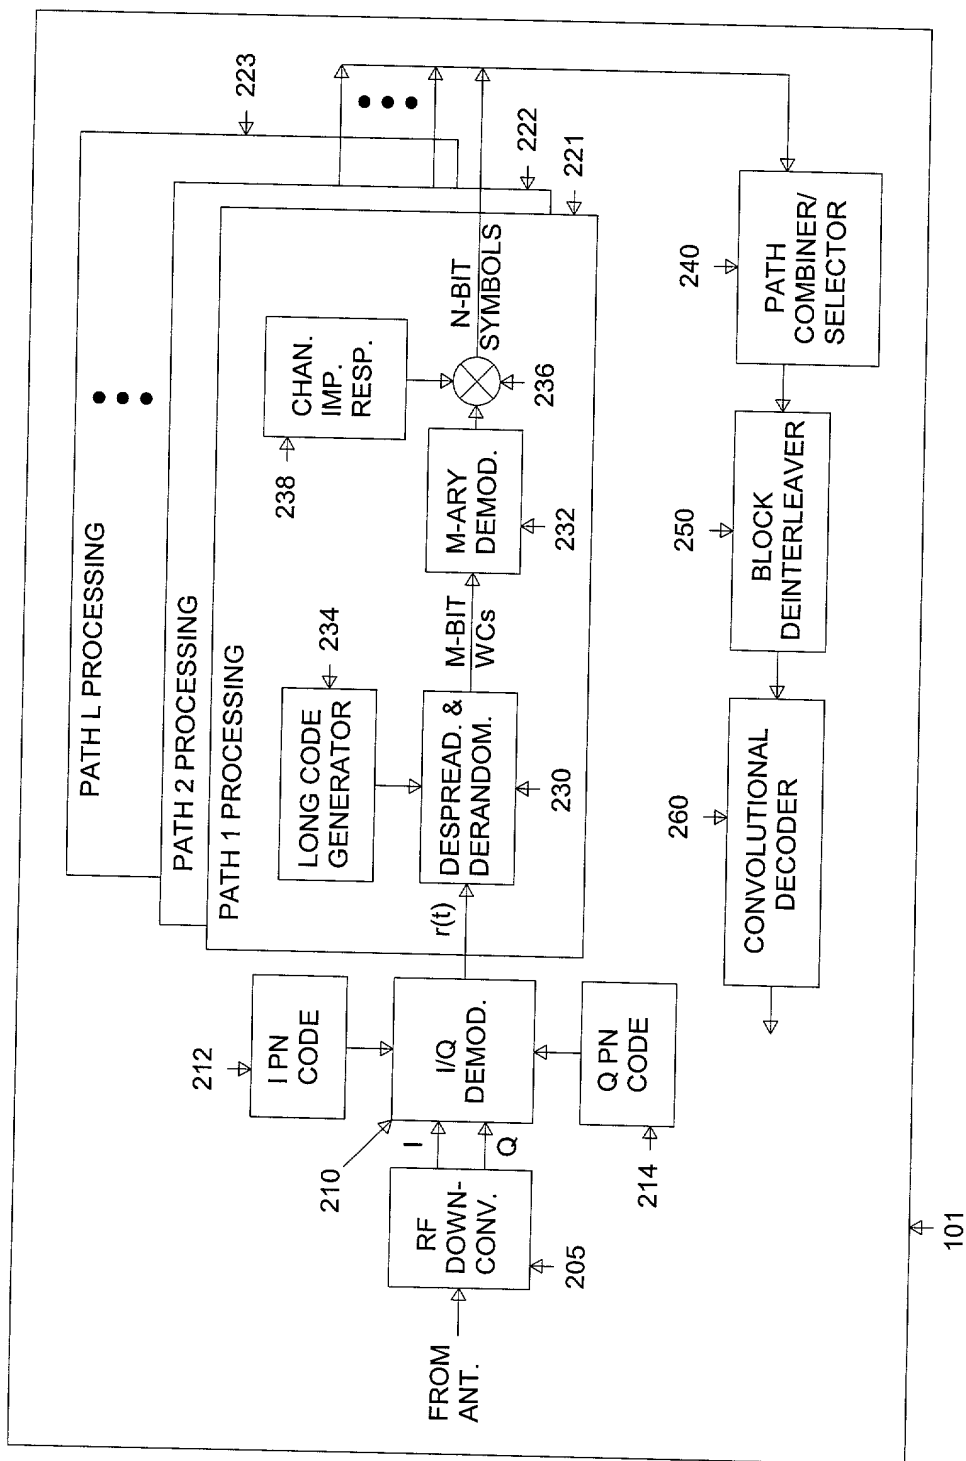 PATH L PROCESSING
223
PATH 2 PROCESSING
222
PATH 1 PROCESSING
221
212
I PN
CODE
LONG CODE
GENERATOR
234
238
CHAN.
IMP.
RESP.
N-BIT
SYMBOLS
FROM
ANT.
RF
DOWN-
CONV.
205
I
Q
210
I/Q
DEMOD.
r(t)
DESPREAD. &
DERANDOM.
230
M-BIT
WCs
M-ARY
DEMOD.
232
236
Q PN
CODE
214
260
CONVOLUTIONAL
DECODER
250
BLOCK
DEINTERLEAVER
240
PATH
COMBINER/
SELECTOR
101